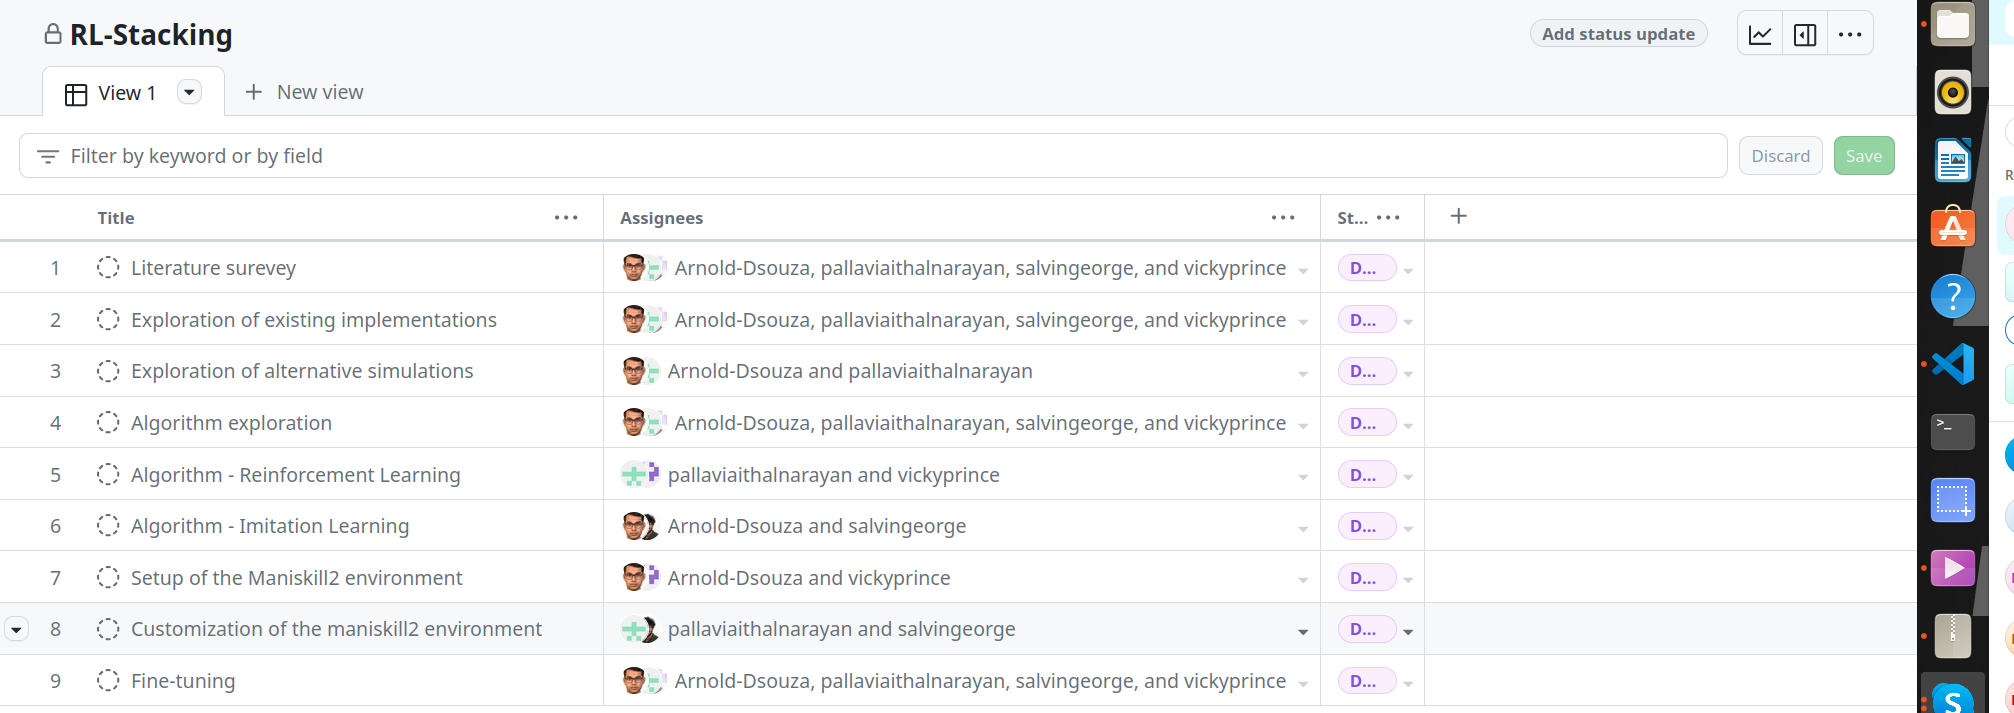 RL-Stacking
Add status update
View 1
New view
Filter by keyword or by field
Discard
Save
Title
Assignees
St...
1 Literature surevey Arnold-Dsouza, pallaviaithalnarayan, salvingeorge, and vickyprince D...
2 Exploration of existing implementations Arnold-Dsouza, pallaviaithalnarayan, salvingeorge, and vickyprince D...
3 Exploration of alternative simulations Arnold-Dsouza and pallaviaithalnarayan D...
4 Algorithm exploration Arnold-Dsouza, pallaviaithalnarayan, salvingeorge, and vickyprince D...
5 Algorithm - Reinforcement Learning pallaviaithalnarayan and vickyprince D...
6 Algorithm - Imitation Learning Arnold-Dsouza and salvingeorge D...
7 Setup of the Maniskill2 environment Arnold-Dsouza and vickyprince D...
8 Customization of the maniskill2 environment pallaviaithalnarayan and salvingeorge D...
9 Fine-tuning Arnold-Dsouza, pallaviaithalnarayan, salvingeorge, and vickyprince D...